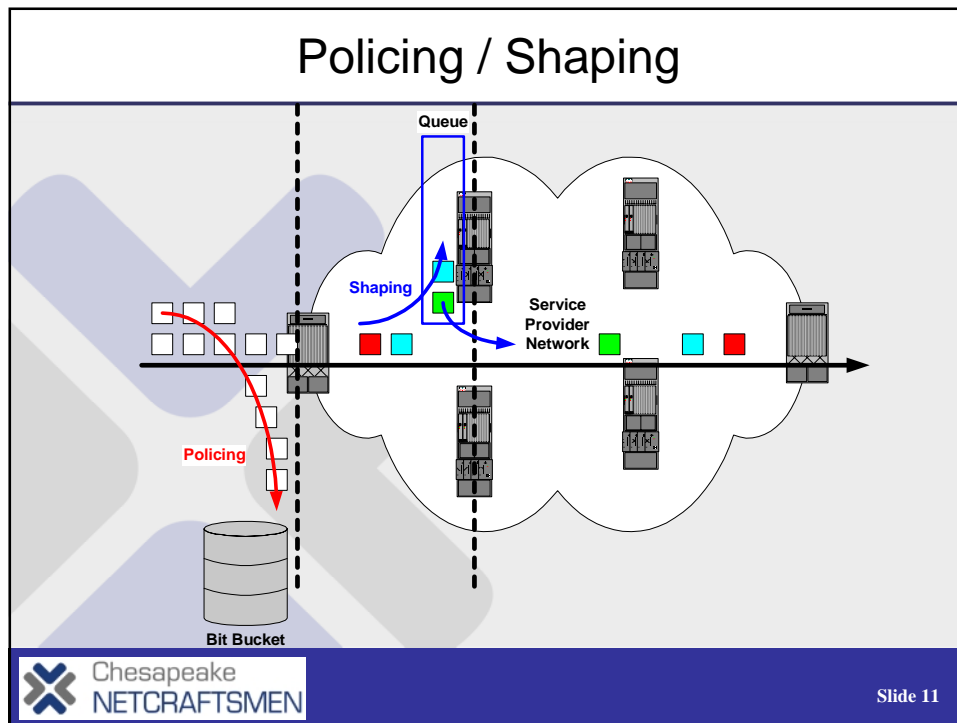 Policing / Shaping
Queue
Shaping
Service
Provider
Network
Policing
Bit Bucket
Chesapeake
NETCRAFTSMEN
Slide 11